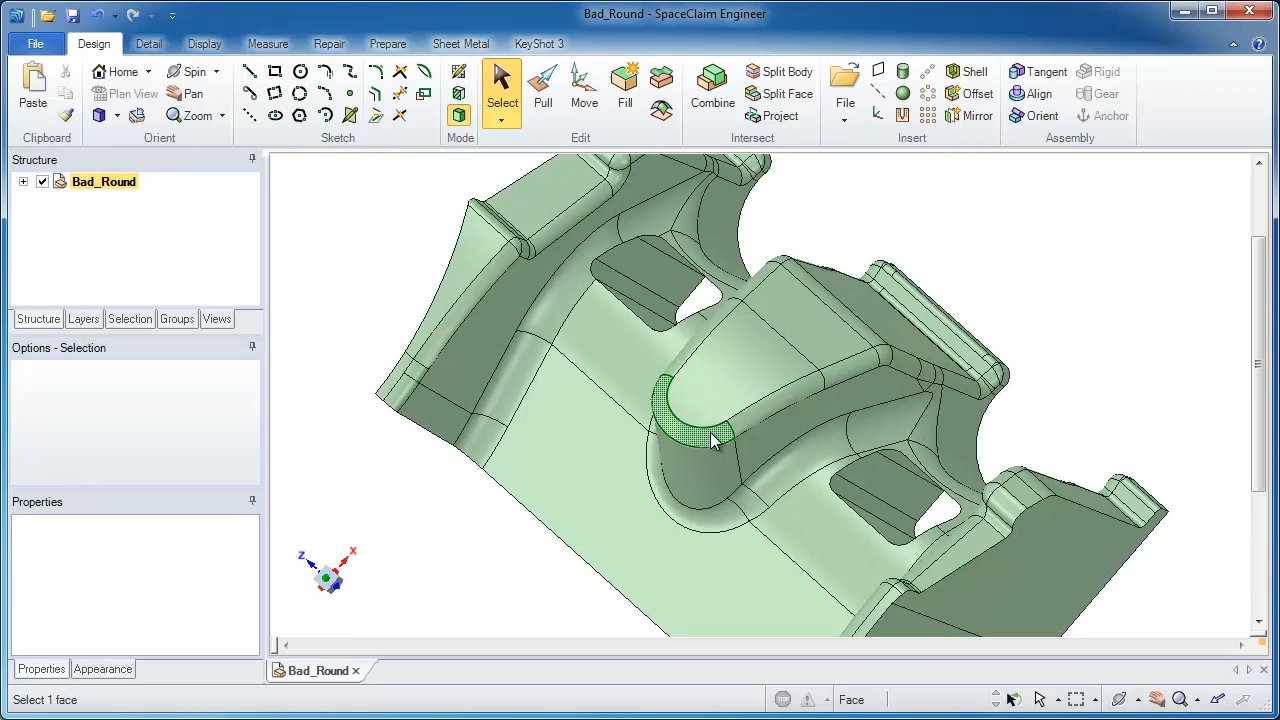 Bad_Round - SpaceClaim Engineer
File Design Detail Display Measure Repair Prepare Sheet Metal KeyShot 3
Paste
Clipboard
Home Spin
Plan View Pan
Zoom
Orient
Sketch
Mode
Select Pull Move Fill
Edit
Combine
Split Body
Split Face
Project
Intersect
File
Shell
Offset
Mirror
Insert
Tangent Rigid
Align Gear
Orient Anchor
Assembly
Structure
Bad_Round
Structure Layers Selection Groups Views
Options - Selection
Properties
Properties Appearance
Z X
Bad_Round
Select 1 face
Face